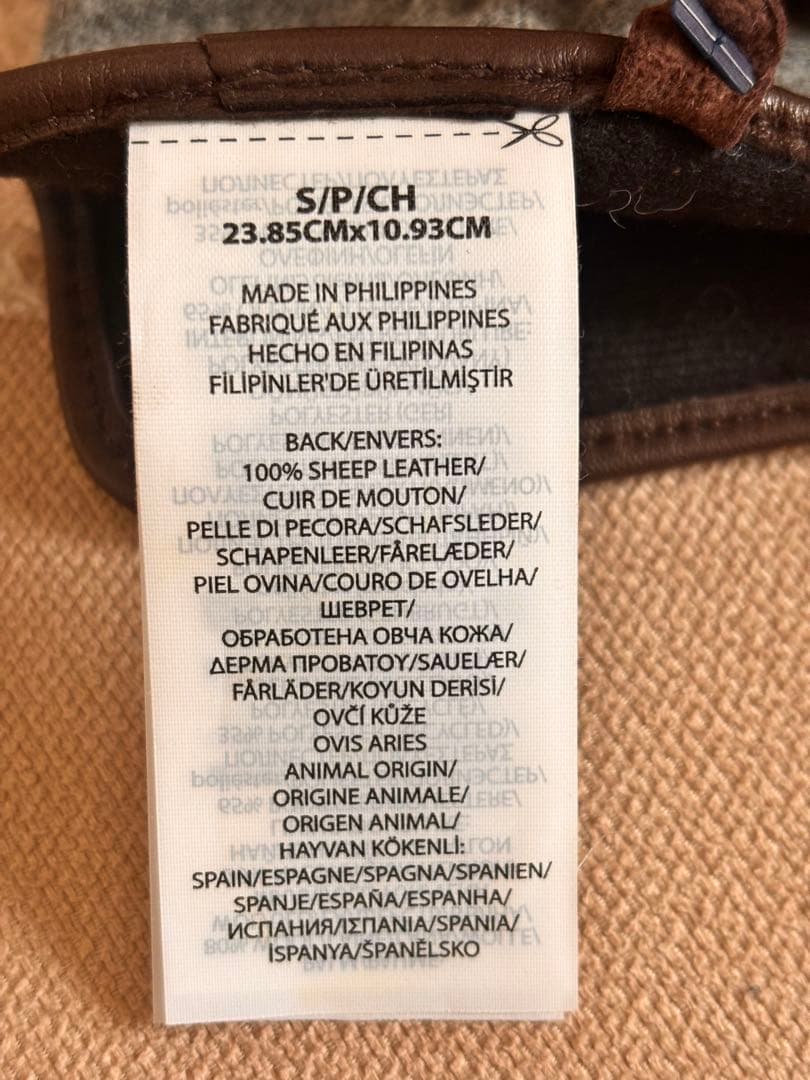 S/P/CH
23.85CMx10.93CM
MADE IN PHILIPPINES
FABRIQUÉ AUX PHILIPPINES
HECHO EN FILIPINAS
FİLİPİNLER'DE ÜRETİLMİŞTİR
BACK/ENVERS:
100% SHEEP LEATHER/
CUIR DE MOUTON/
PELLE DI PECORA/SCHAFSLEDER/
SCHAPENLEER/FÅRELÆDER/
PIEL OVINA/COURO DE OVELHA/
ШЕВРЕТ/
ОБРАБОТЕНА ОВЧА КОЖА/
ΔΕΡΜΑ ΠΡΟΒΑΤΟΥ/SAUELÆR/
FÅRLÄDER/KOYUN DERİSİ/
OVČÍ KŮŽE
OVIS ARIES
ANIMAL ORIGIN/
ORIGINE ANIMALE/
ORIGEN ANIMAL/
HAYVAN KÖKENLİ:
SPAIN/ESPAGNE/SPAGNA/SPANIEN/
SPANJE/ESPAÑA/ESPANHA/
ИСПАНИЯ/ΙΣΠΑΝΙΑ/SPANIA/
İSPANYA/ŠPANĚLSKO